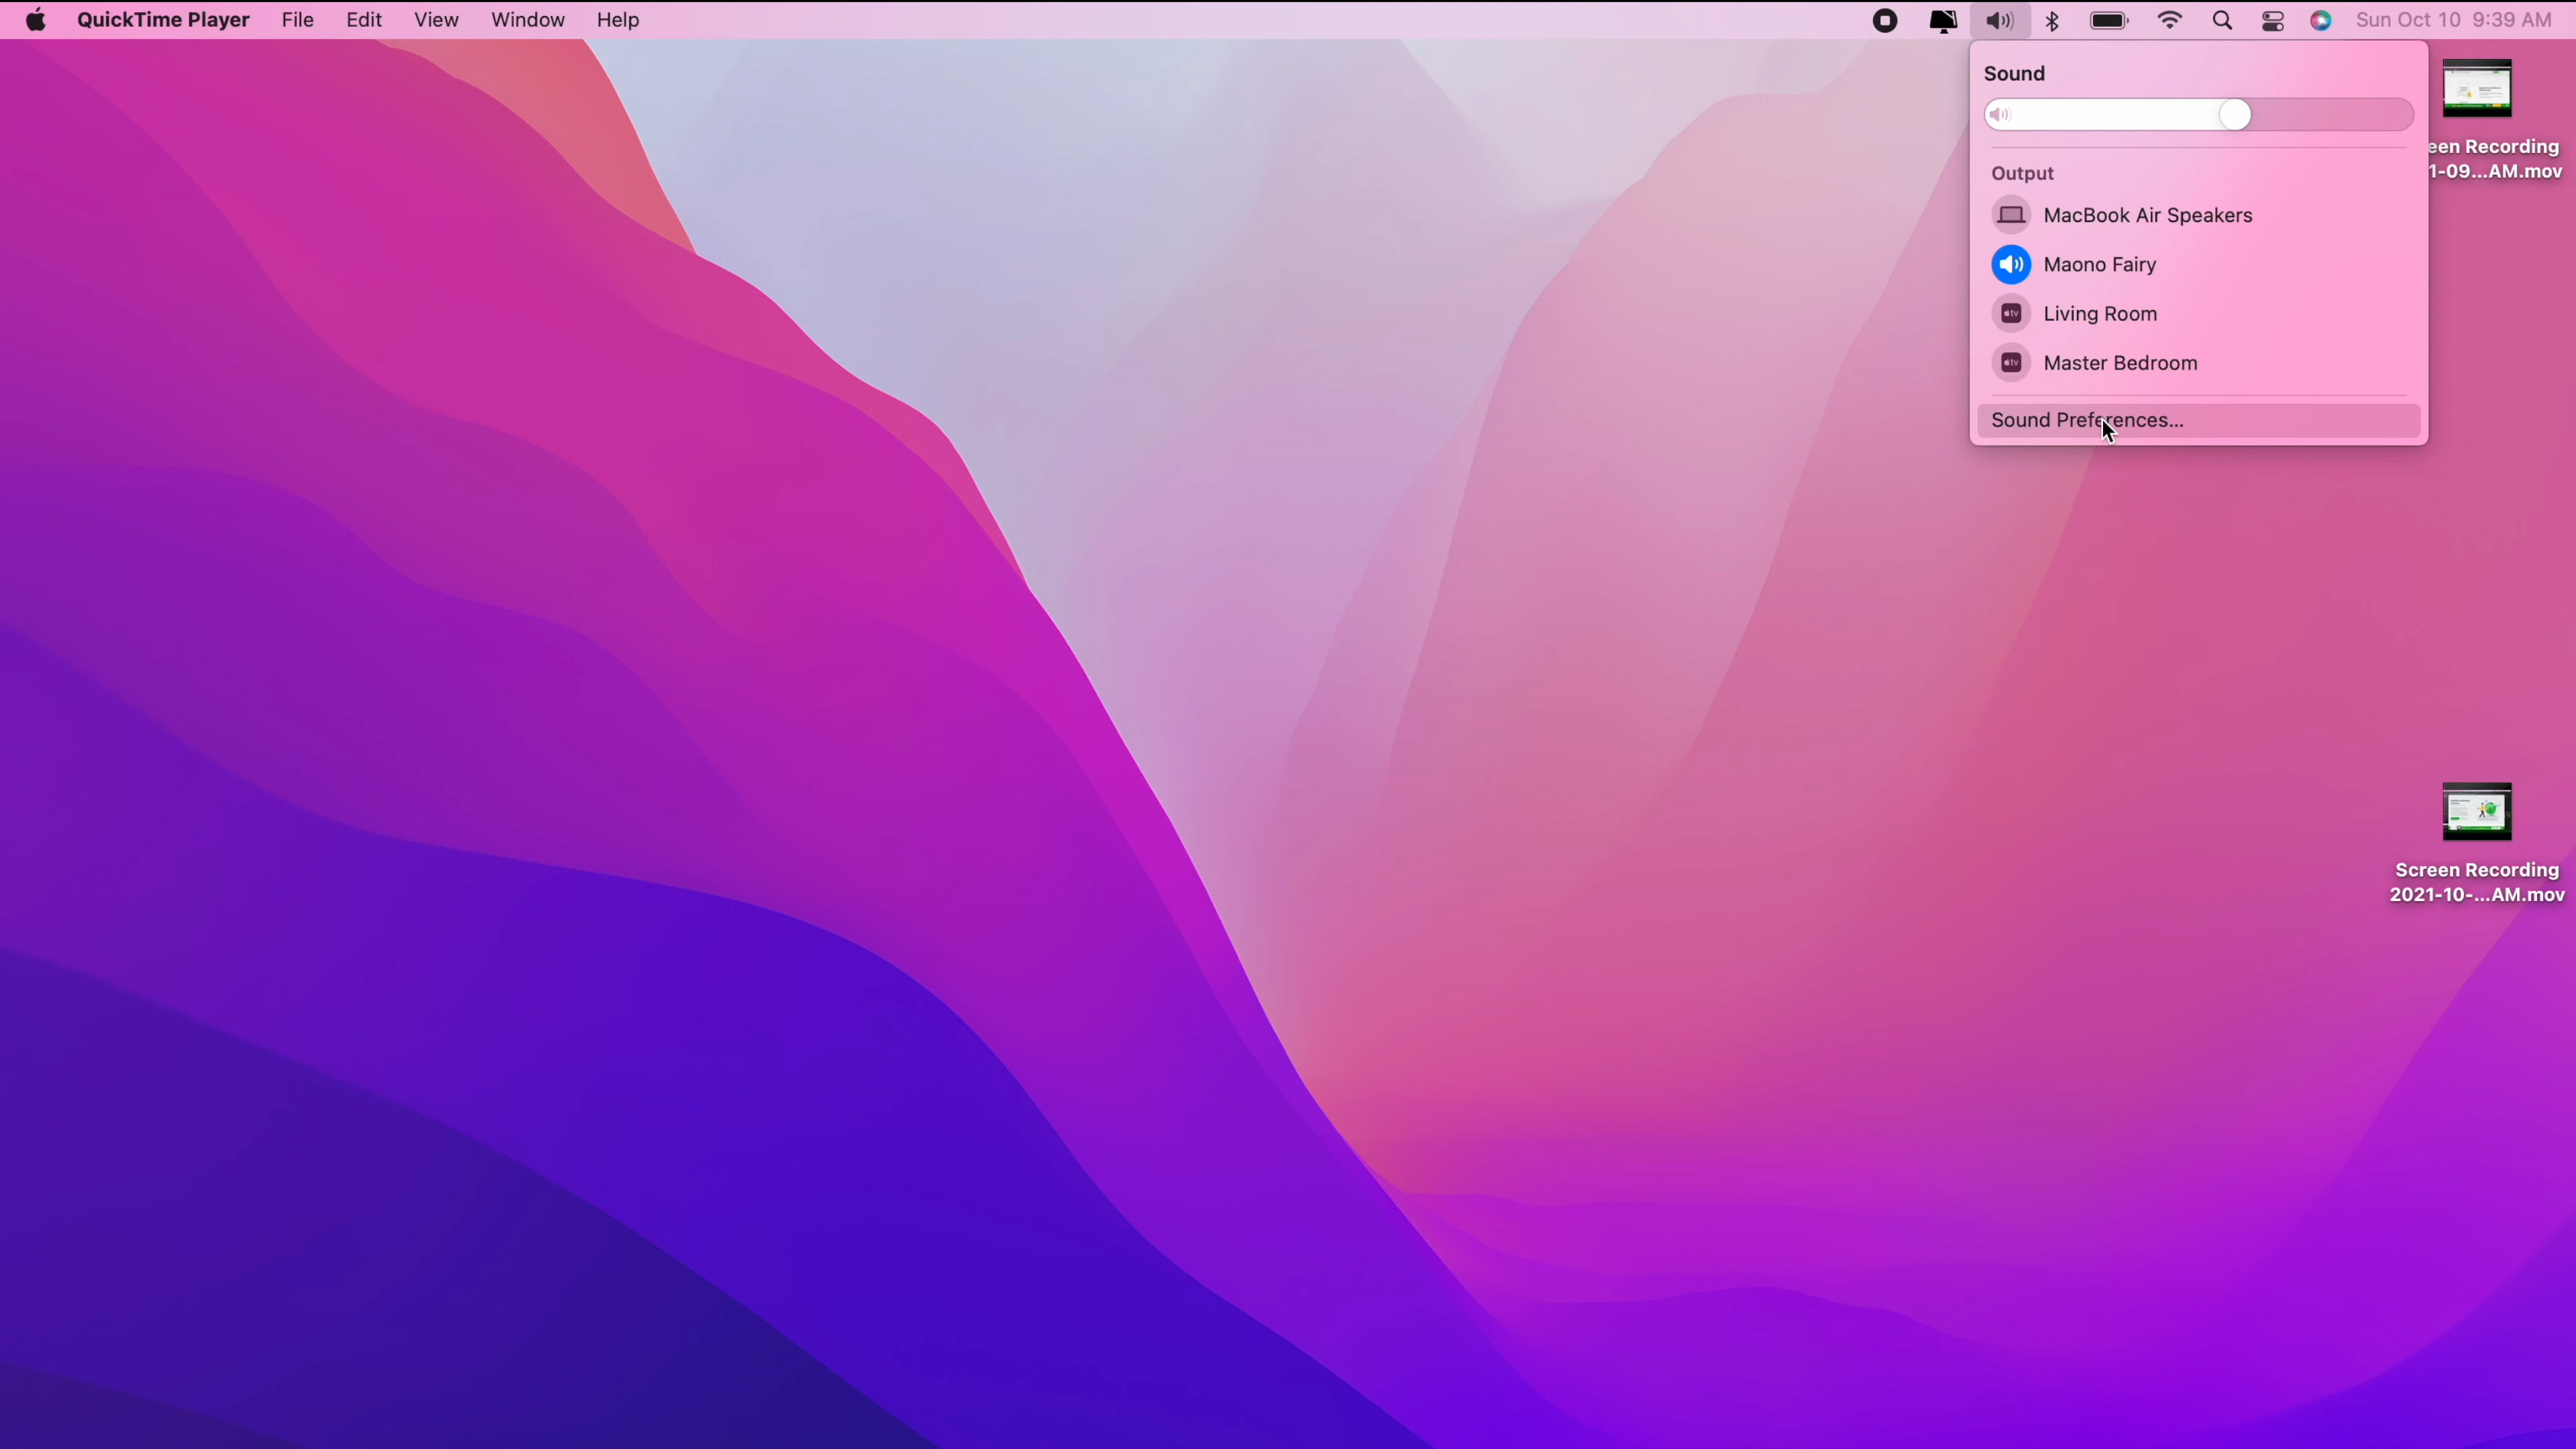 QuickTime Player File Edit View Window Help Sun Oct 10 9:39 AM
Sound
Output
MacBook Air Speakers
Maono Fairy
Living Room
Master Bedroom
Sound Preferences...
een Recording
1-09...AM.mov
Screen Recording
2021-10-...AM.mov